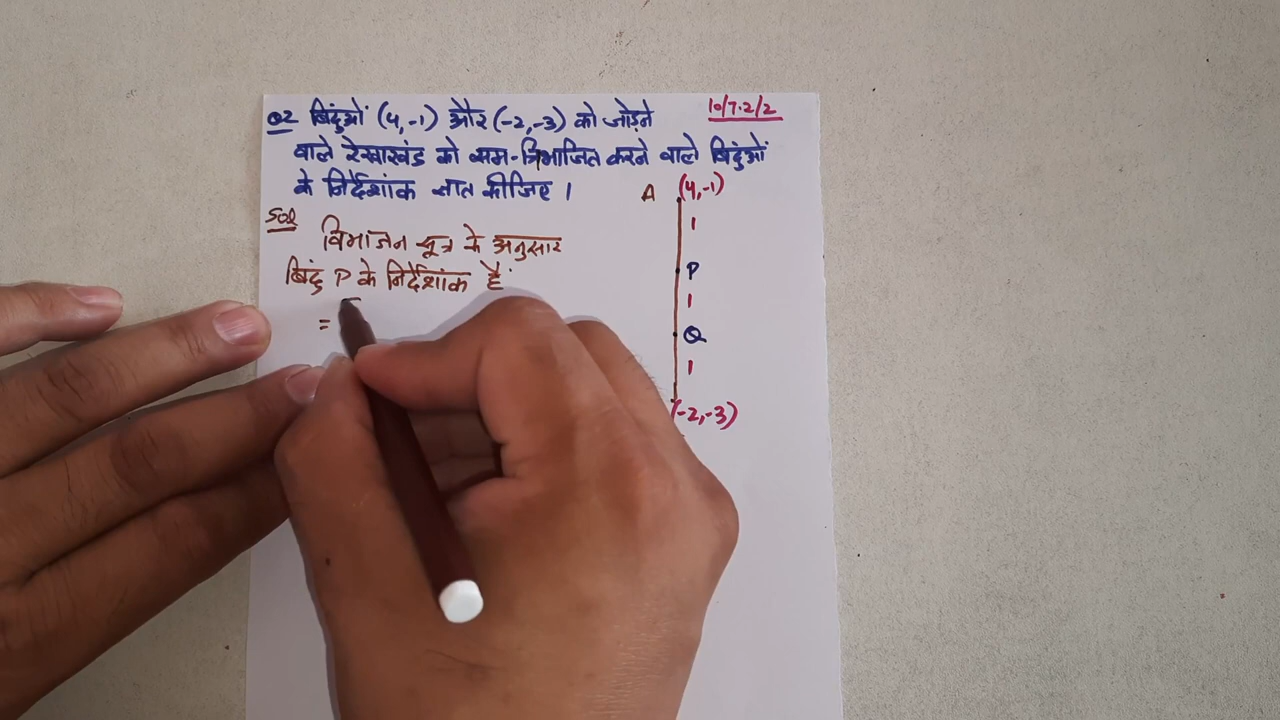 Q2 बिंदुओं (4,-1) और (-2,-3) को जोड़ने
वाले रेखाखंड को सम-त्रिभाजित करने वाले बिंदुओं
के निर्देशांक ज्ञात कीजिए ।
10/7.2/2
Sol विभाजन सूत्र के अनुसार
बिंदु P के निर्देशांक हैं
=
A (4,-1)
1
P
1
Q
1
(-2,-3)